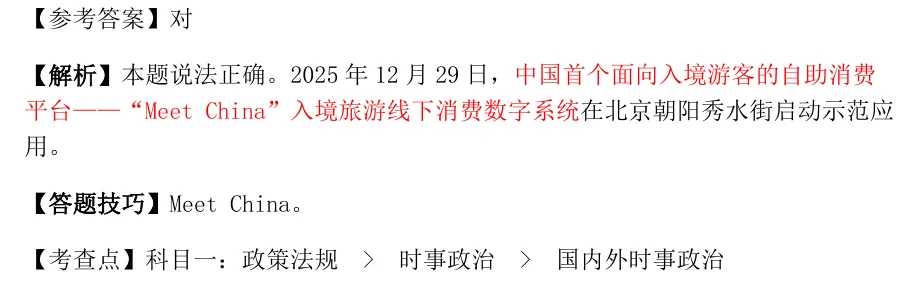 【参考答案】对
【解析】本题说法正确。2025 年 12 月 29 日，中国首个面向入境游客的自助消费
平台——“Meet China”入境旅游线下消费数字系统在北京朝阳秀水街启动示范应
用。
【答题技巧】Meet China。
【考查点】科目一：政策法规 > 时事政治 > 国内外时事政治